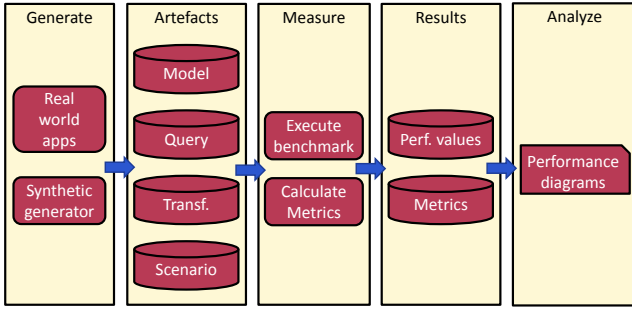 Generate
Real
world
apps
Synthetic
generator
Artefacts
Model
Query
Transf.
Scenario
Measure
Execute
benchmark
Calculate
Metrics
Results
Perf. values
Metrics
Analyze
Performance
diagrams